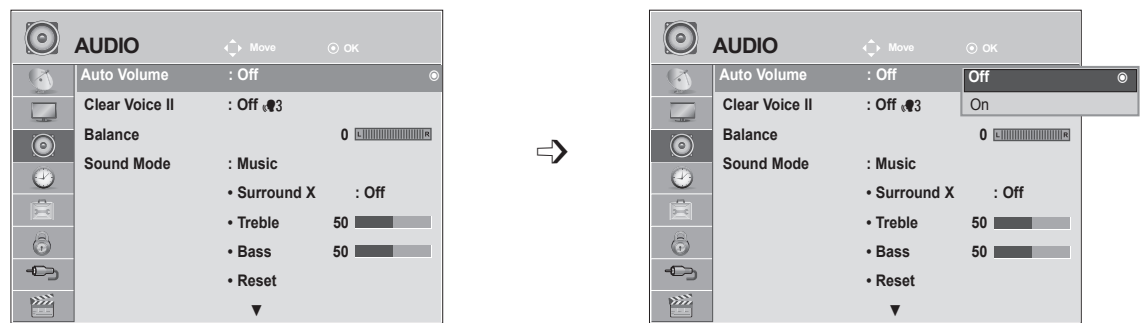 AUDIO Move OK
Auto Volume : Off
Clear Voice II : Off 3
Balance 0 L R
Sound Mode : Music
• Surround X : Off
• Treble 50
• Bass 50
• Reset
▼
AUDIO Move OK
Auto Volume : Off
Off
On
Clear Voice II : Off 3
Balance 0 L R
Sound Mode : Music
• Surround X : Off
• Treble 50
• Bass 50
• Reset
▼